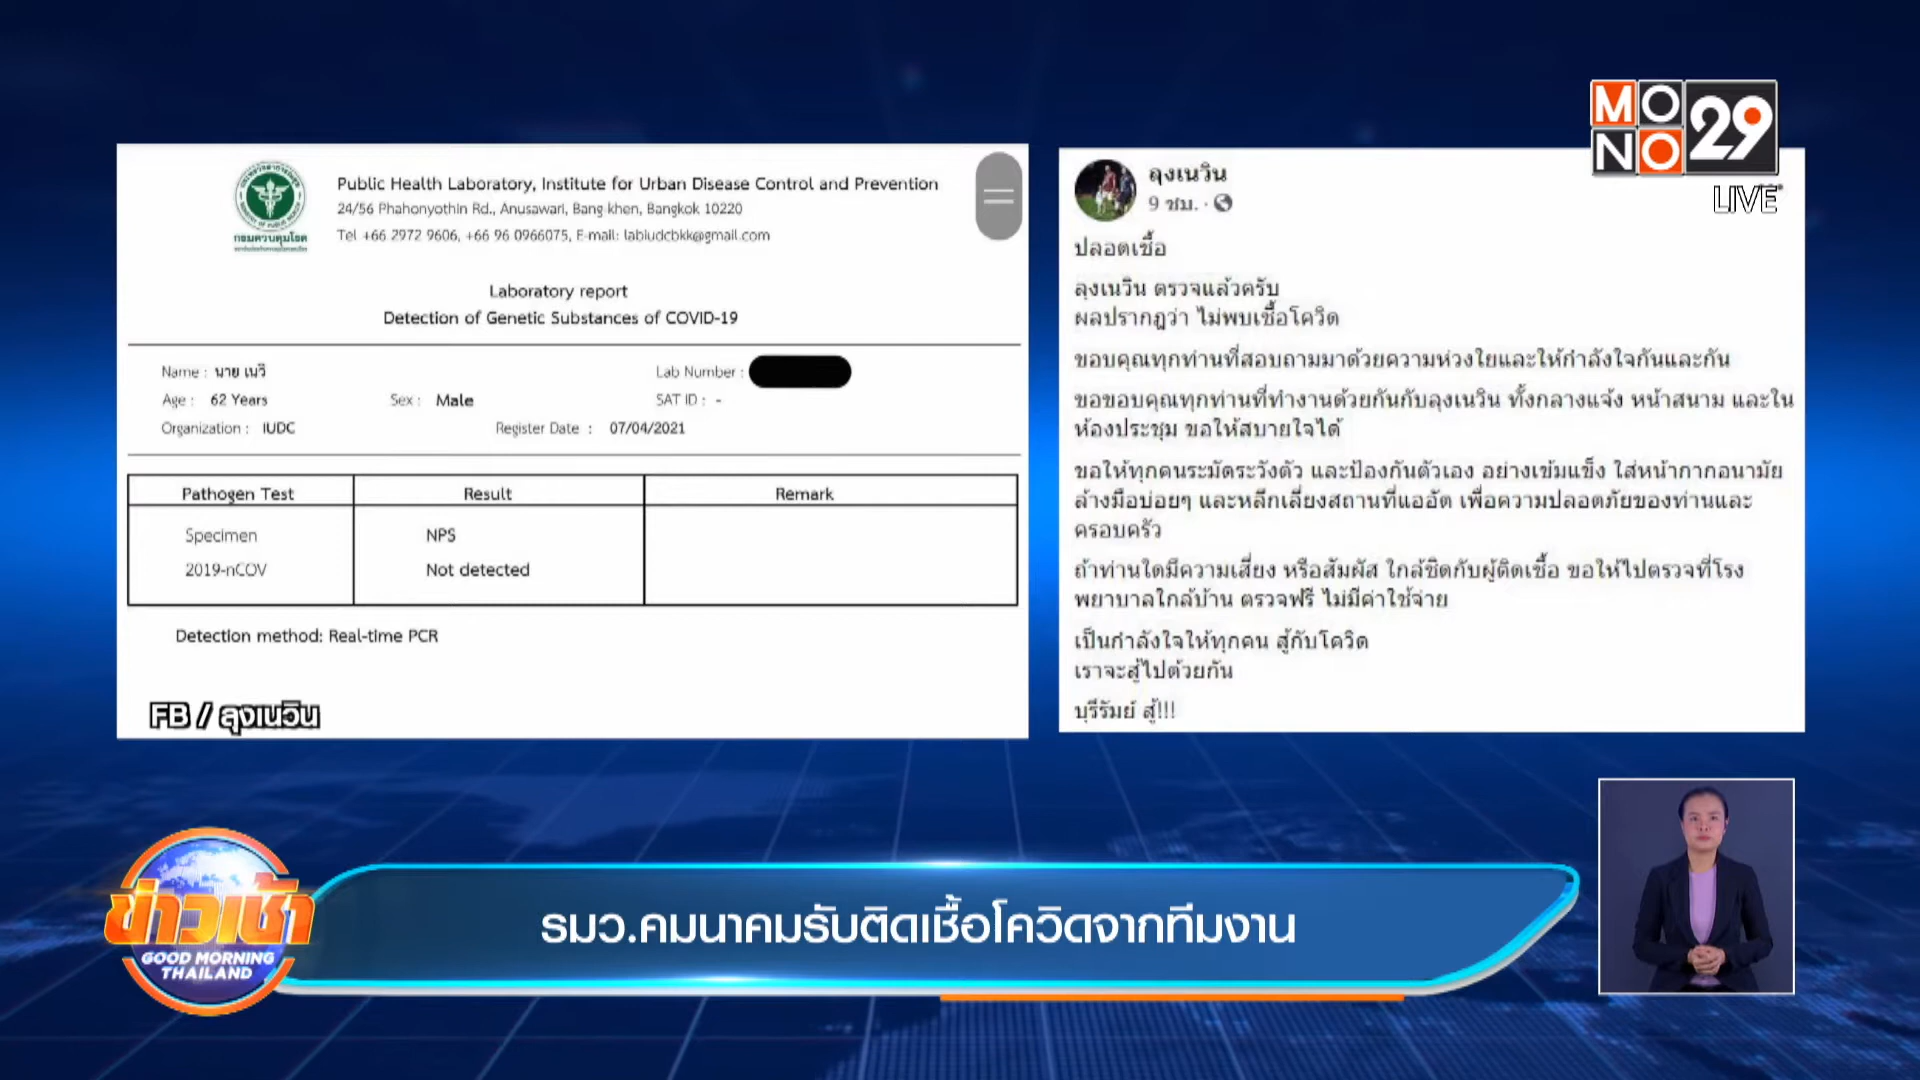 MONO 29
LIVE
กรมควบคุมโรค
Public Health Laboratory, Institute for Urban Disease Control and Prevention
24/56 Phahonyothin Rd., Anusawari, Bang-khen, Bangkok 10220
Tel +66 2972 9606, +66 96 0966075, E-mail: labiudcbkk@gmail.com
Laboratory report
Detection of Genetic Substances of COVID-19
Name : นาย เนวิ
Lab Number :
Age : 62 Years
Sex : Male
SAT ID : -
Organization : IUDC
Register Date : 07/04/2021
Pathogen Test
Result
Remark
Specimen
NPS
2019-nCOV
Not detected
Detection method: Real-time PCR
FB / ลุงเนวิน
ลุงเนวิน
9 ชม. ·
ปลอดเชื้อ
ลุงเนวิน ตรวจแล้วครับ
ผลปรากฎว่า ไม่พบเชื้อโควิด
ขอบคุณทุกท่านที่สอบถามมาด้วยความห่วงใยและให้กำลังใจกันและกัน
ขอขอบคุณทุกท่านที่ทำงานด้วยกันกับลุงเนวิน ทั้งกลางแจ้ง หน้าสนาม และใน
ห้องประชุม ขอให้สบายใจได้
ขอให้ทุกคนระมัดระวังตัว และป้องกันตัวเอง อย่างเข้มแข็ง ใส่หน้ากากอนามัย
ล้างมือบ่อยๆ และหลีกเลี่ยงสถานที่แออัด เพื่อความปลอดภัยของท่านและ
ครอบครัว
ถ้าท่านใดมีความเสี่ยง หรือสัมผัส ใกล้ชิดกับผู้ติดเชื้อ ขอให้ไปตรวจที่โรง
พยาบาลใกล้บ้าน ตรวจฟรี ไม่มีค่าใช้จ่าย
เป็นกำลังใจให้ทุกคน สู้กับโควิด
เราจะสู้ไปด้วยกัน
บุรีรัมย์ สู้!!!
ข่าวเช้า
GOOD MORNING
THAILAND
รมว.คมนาคมรับติดเชื้อโควิดจากทีมงาน